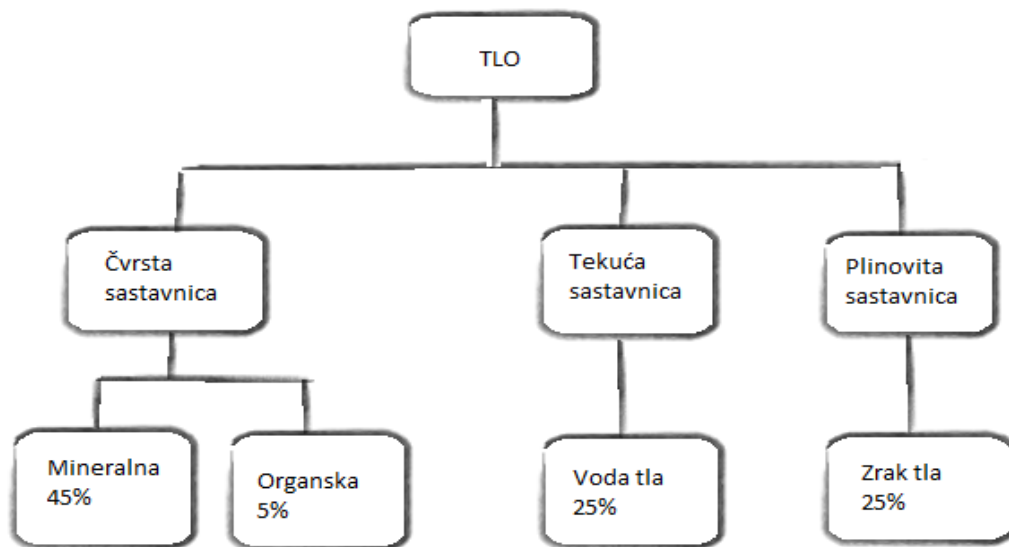 TLO
Čvrsta
sastavnica
Tekuća
sastavnica
Plinovita
sastavnica
Mineralna
45%
Organska
5%
Voda tla
25%
Zrak tla
25%